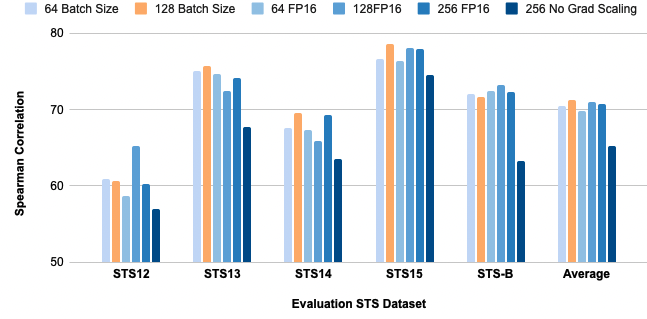 64 Batch Size 128 Batch Size 64 FP16 128FP16 256 FP16 256 No Grad Scaling
80
70
60
50
Spearman Correlation
STS12 STS13 STS14 STS15 STS-B Average
Evaluation STS Dataset